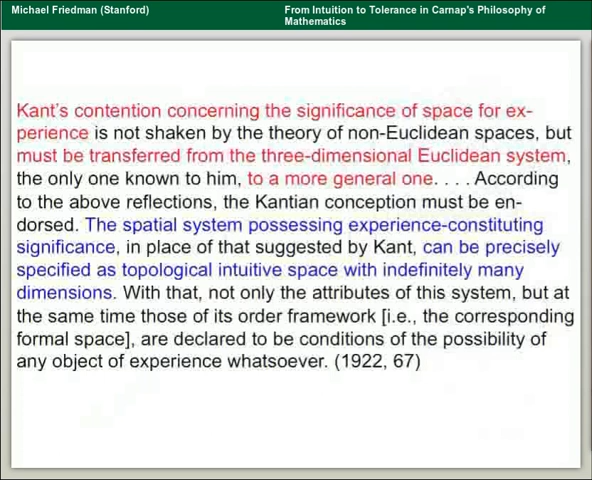 Michael Friedman (Stanford)
From Intuition to Tolerance in Carnap's Philosophy of
Mathematics
Kant's contention concerning the significance of space for ex-
perience is not shaken by the theory of non-Euclidean spaces, but
must be transferred from the three-dimensional Euclidean system,
the only one known to him, to a more general one. . . . According
to the above reflections, the Kantian conception must be en-
dorsed. The spatial system possessing experience-constituting
significance, in place of that suggested by Kant, can be precisely
specified as topological intuitive space with indefinitely many
dimensions. With that, not only the attributes of this system, but at
the same time those of its order framework [i.e., the corresponding
formal space], are declared to be conditions of the possibility of
any object of experience whatsoever. (1922, 67)